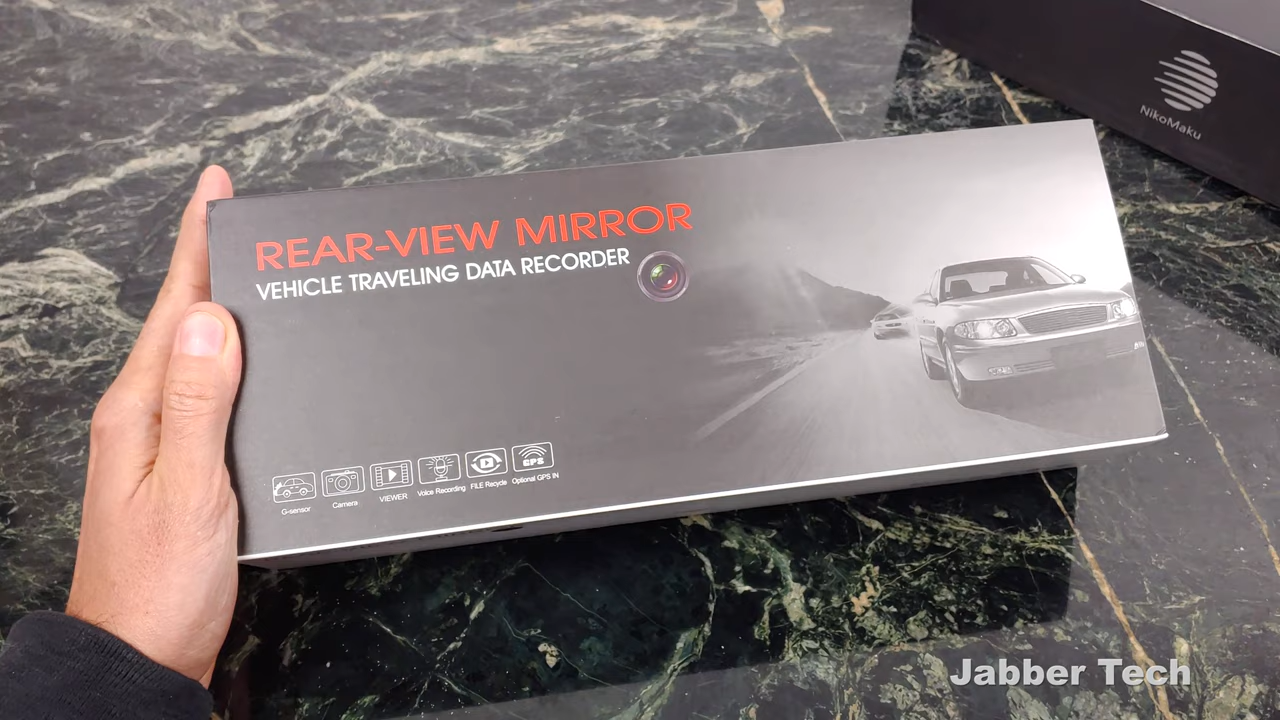 NikoMaku
REAR-VIEW MIRROR
VEHICLE TRAVELING DATA RECORDER
G-sensor
Camera
VIEWER
Voice Recording
FILE Recycle
GPS
Optional GPS IN
Jabber Tech